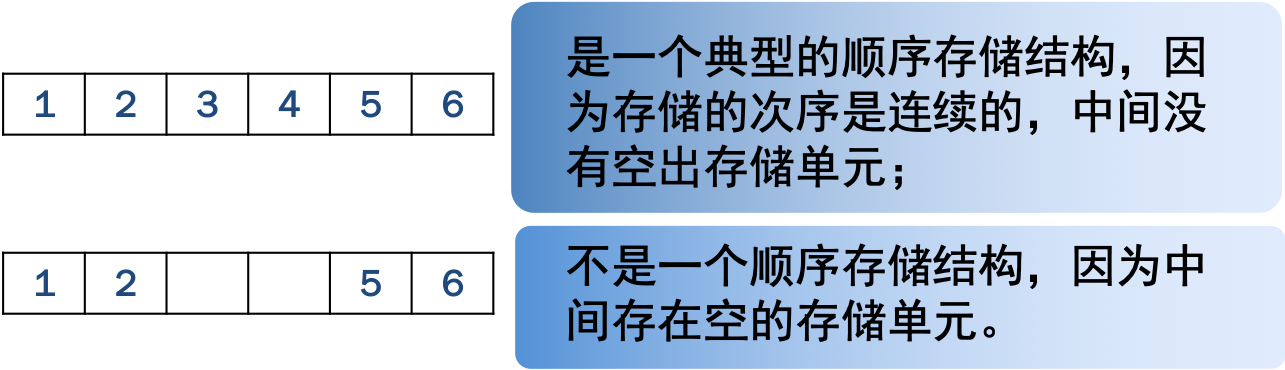 1 2 3 4 5 6
是一个典型的顺序存储结构，因
为存储的次序是连续的，中间没
有空出存储单元；
1 2 5 6
不是一个顺序存储结构，因为中
间存在空的存储单元。